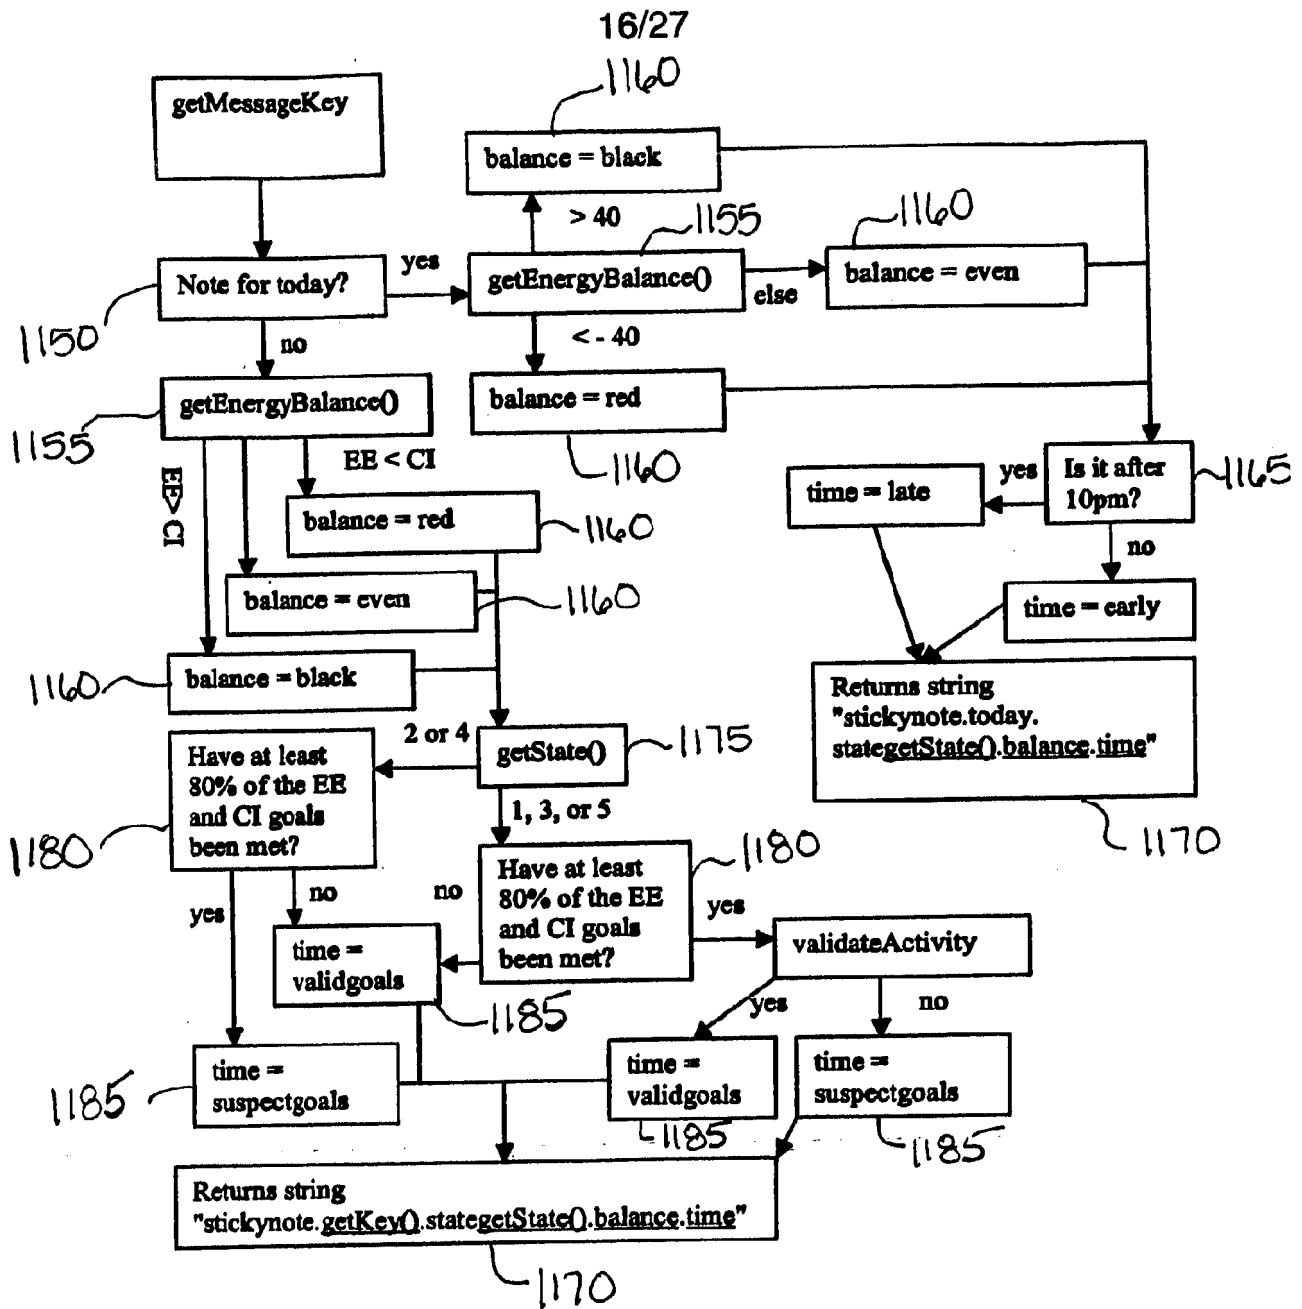 16/27
1160
getMessageKey
balance = black
> 40
1155
1160
yes
Note for today?
getEnergyBalance()
else
balance = even
1150
no
< - 40
getEnergyBalance()
balance = red
1155
EE < CI
1160
EE> CI
yes
Is it after
10pm?
1165
time = late
balance = red
1160
no
balance = even
1160
time = early
1160
balance = black
Returns string
"stickynote.today.
stategetState().balance.time"
2 or 4
getState()
1175
Have at least
80% of the EE
and CI goals
been met?
1, 3, or 5
1170
1180
1180
Have at least
80% of the EE
and CI goals
been met?
no
no
yes
yes
validateActivity
time =
validgoals
1185
yes
no
time =
suspectgoals
1185
time =
validgoals
1185
time =
suspectgoals
1185
Returns string
"stickynote.getKey().stategetState().balance.time"
1170